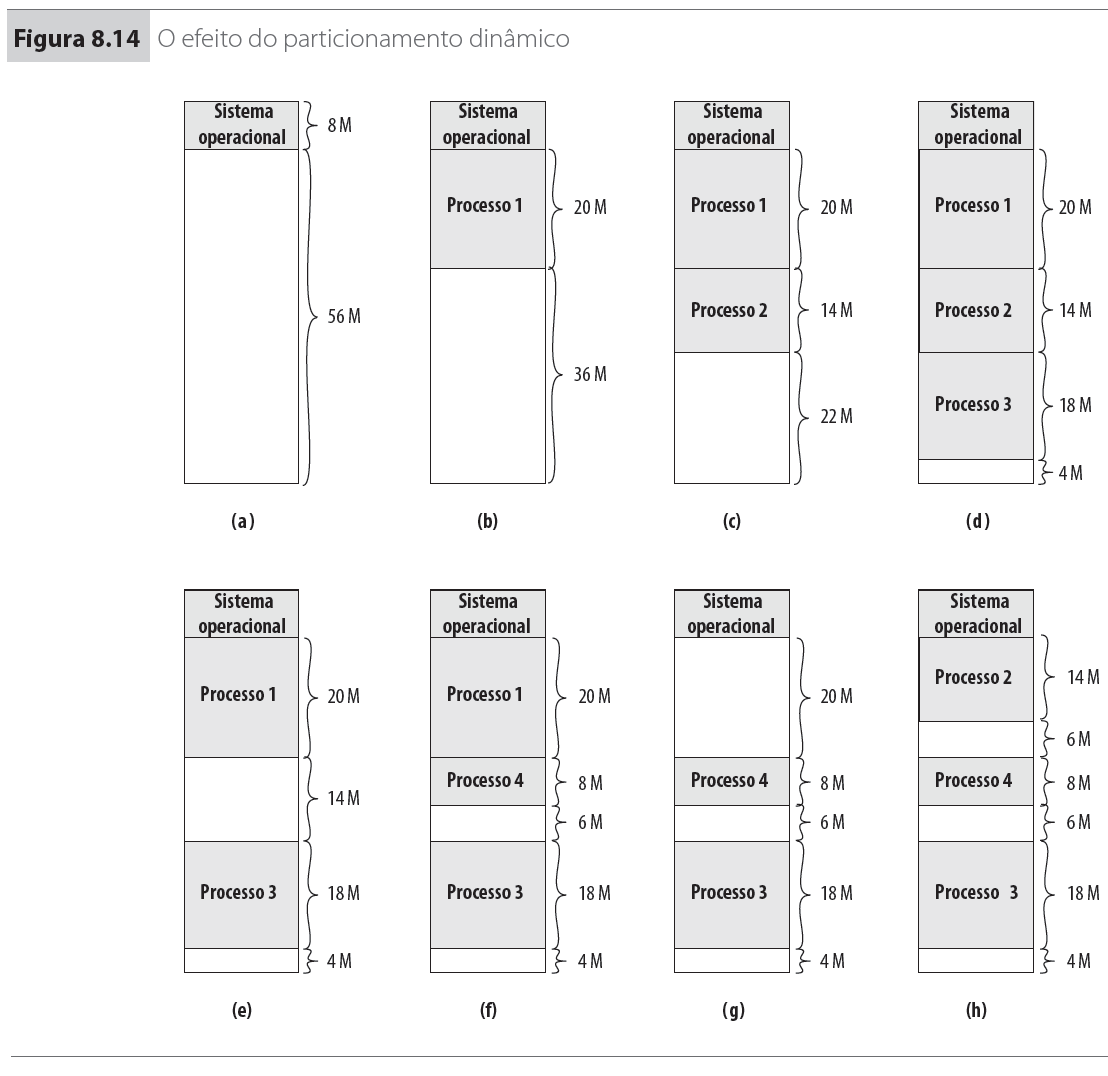 Figura 8.14 O efeito do particionamento dinâmico
Sistema
operacional
8 M
56 M
(a)
Sistema
operacional
Processo 1
20 M
36 M
(b)
Sistema
operacional
Processo 1
20 M
Processo 2
14 M
22 M
(c)
Sistema
operacional
Processo 1
20 M
Processo 2
14 M
Processo 3
18 M
4 M
(d)
Sistema
operacional
Processo 1
20 M
14 M
Processo 3
18 M
4 M
(e)
Sistema
operacional
Processo 1
20 M
Processo 4
8 M
6 M
Processo 3
18 M
4 M
(f)
Sistema
operacional
20 M
Processo 4
8 M
6 M
Processo 3
18 M
4 M
(g)
Sistema
operacional
Processo 2
14 M
6 M
Processo 4
8 M
6 M
Processo 3
18 M
4 M
(h)